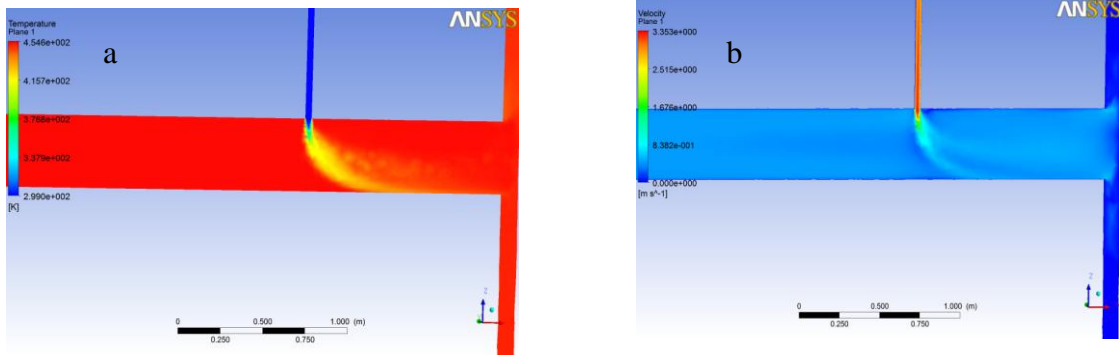 Temperature
Plane 1
4.546e+002
4.157e+002
3.768e+002
3.379e+002
2.990e+002
[K]
a
ANSYS
0 0.500 1.000 (m)
0.250 0.750
Z
Velocity
Plane 1
3.353e+000
2.515e+000
1.676e+000
8.382e-001
0.000e+000
[m s^-1]
b
ANSYS
0 0.500 1.000 (m)
0.250 0.750
Z